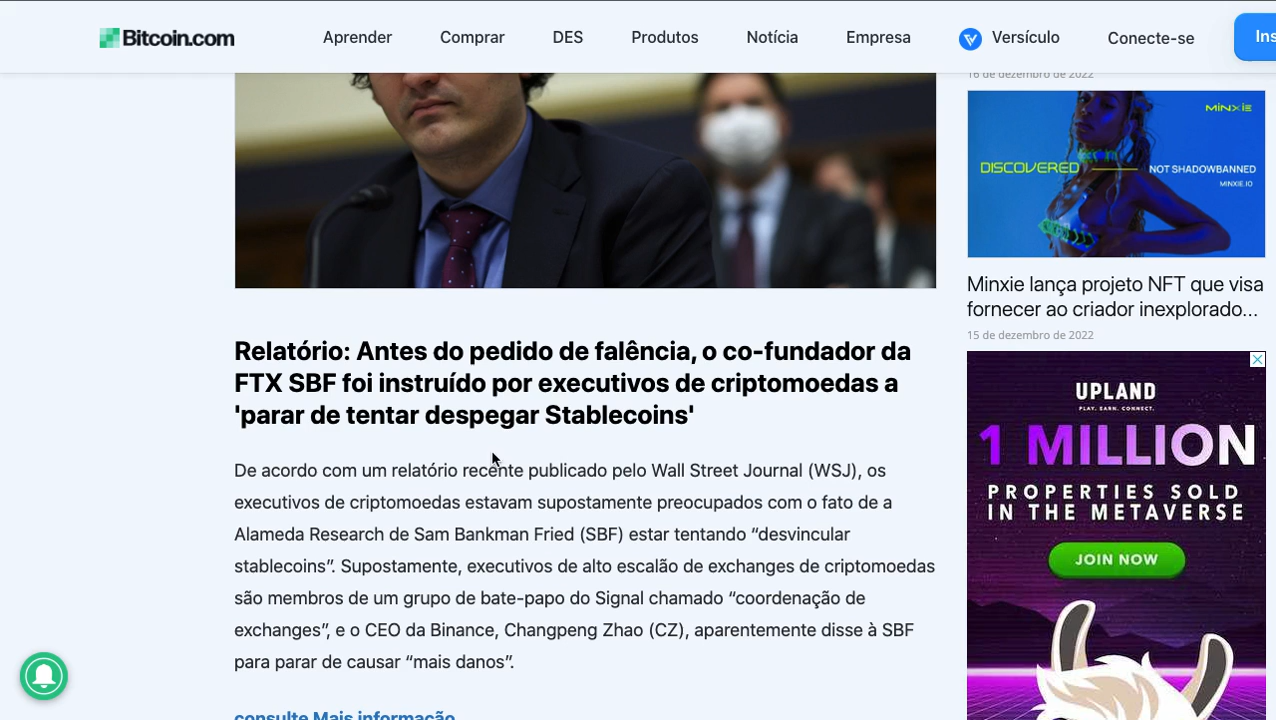 Bitcoin.com
Aprender
Comprar
DES
Produtos
Notícia
Empresa
Versículo
Conecte-se
Ins
16 de dezembro de 2022
MINXIE
DISCOVERED
NOT SHADOWBANNED
MINXIE.IO
Minxie lança projeto NFT que visa
fornecer ao criador inexplorado...
15 de dezembro de 2022
Relatório: Antes do pedido de falência, o co-fundador da
FTX SBF foi instruído por executivos de criptomoedas a
'parar de tentar despegar Stablecoins'
De acordo com um relatório recente publicado pelo Wall Street Journal (WSJ), os
executivos de criptomoedas estavam supostamente preocupados com o fato de a
Alameda Research de Sam Bankman Fried (SBF) estar tentando “desvincular
stablecoins”. Supostamente, executivos de alto escalão de exchanges de criptomoedas
são membros de um grupo de bate-papo do Signal chamado “coordenação de
exchanges”, e o CEO da Binance, Changpeng Zhao (CZ), aparentemente disse à SBF
para parar de causar “mais danos”.
consulte Mais informação
UPLAND
PLAY. EARN. CONNECT.
1 MILLION
PROPERTIES SOLD
IN THE METAVERSE
JOIN NOW